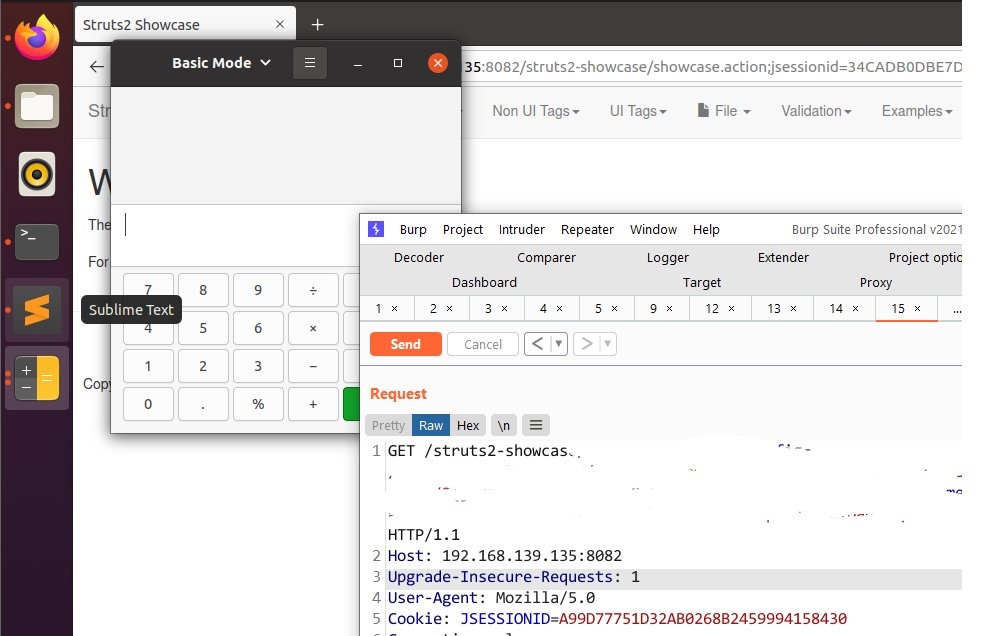 Struts2 Showcase × +
Basic Mode
35:8082/struts2-showcase/showcase.action;jsessionid=34CADB0DBE7D
Str
Non UI Tags UI Tags File Validation Examples
W
The
For
Sublime Text
Copy
7 8 9 ÷
4 5 6 ×
1 2 3 −
0 . % +
Burp Project Intruder Repeater Window Help Burp Suite Professional v2021
Decoder Comparer Logger Extender Project optio
Dashboard Target Proxy
1 × 2 × 3 × 4 × 5 × 9 × 12 × 13 × 14 × 15 × ...
Send Cancel < >
Request
Pretty Raw Hex \n
1 GET /struts2-showcas
HTTP/1.1
2 Host: 192.168.139.135:8082
3 Upgrade-Insecure-Requests: 1
4 User-Agent: Mozilla/5.0
5 Cookie: JSESSIONID=A99D77751D32AB0268B2459994158430